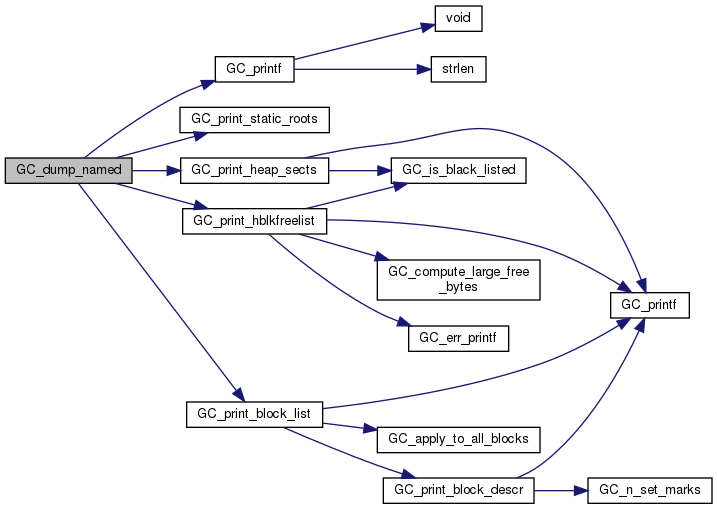 void
GC_printf
strlen
GC_print_static_roots
GC_dump_named
GC_print_heap_sects
GC_is_black_listed
GC_print_hblkfreelist
GC_compute_large_free
_bytes
GC_printf
GC_err_printf
GC_print_block_list
GC_apply_to_all_blocks
GC_print_block_descr
GC_n_set_marks